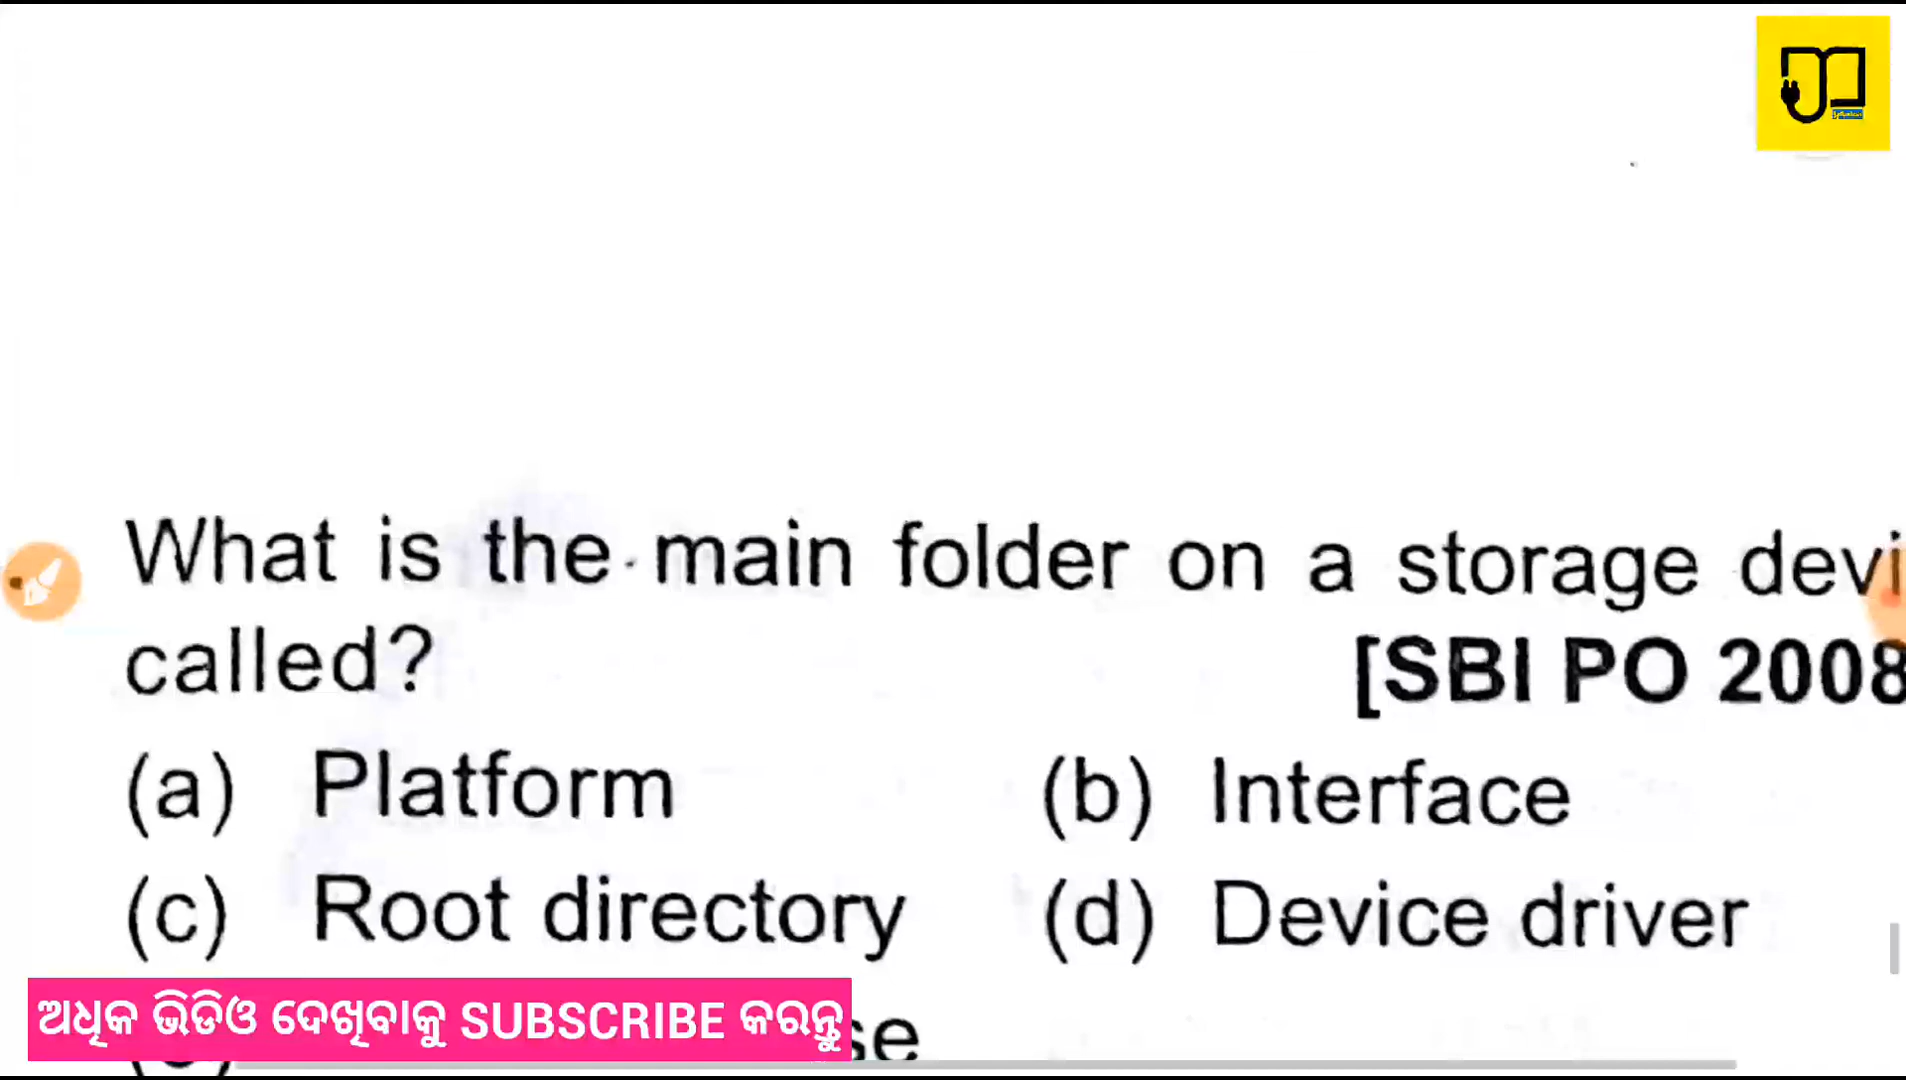 What is the main folder on a storage devi
called?
[SBI PO 2008
(a) Platform
(b) Interface
(c) Root directory
(d) Device driver
ଅଧିକ ଭିଡିଓ ଦେଖିବାକୁ SUBSCRIBE କରନ୍ତୁ
se